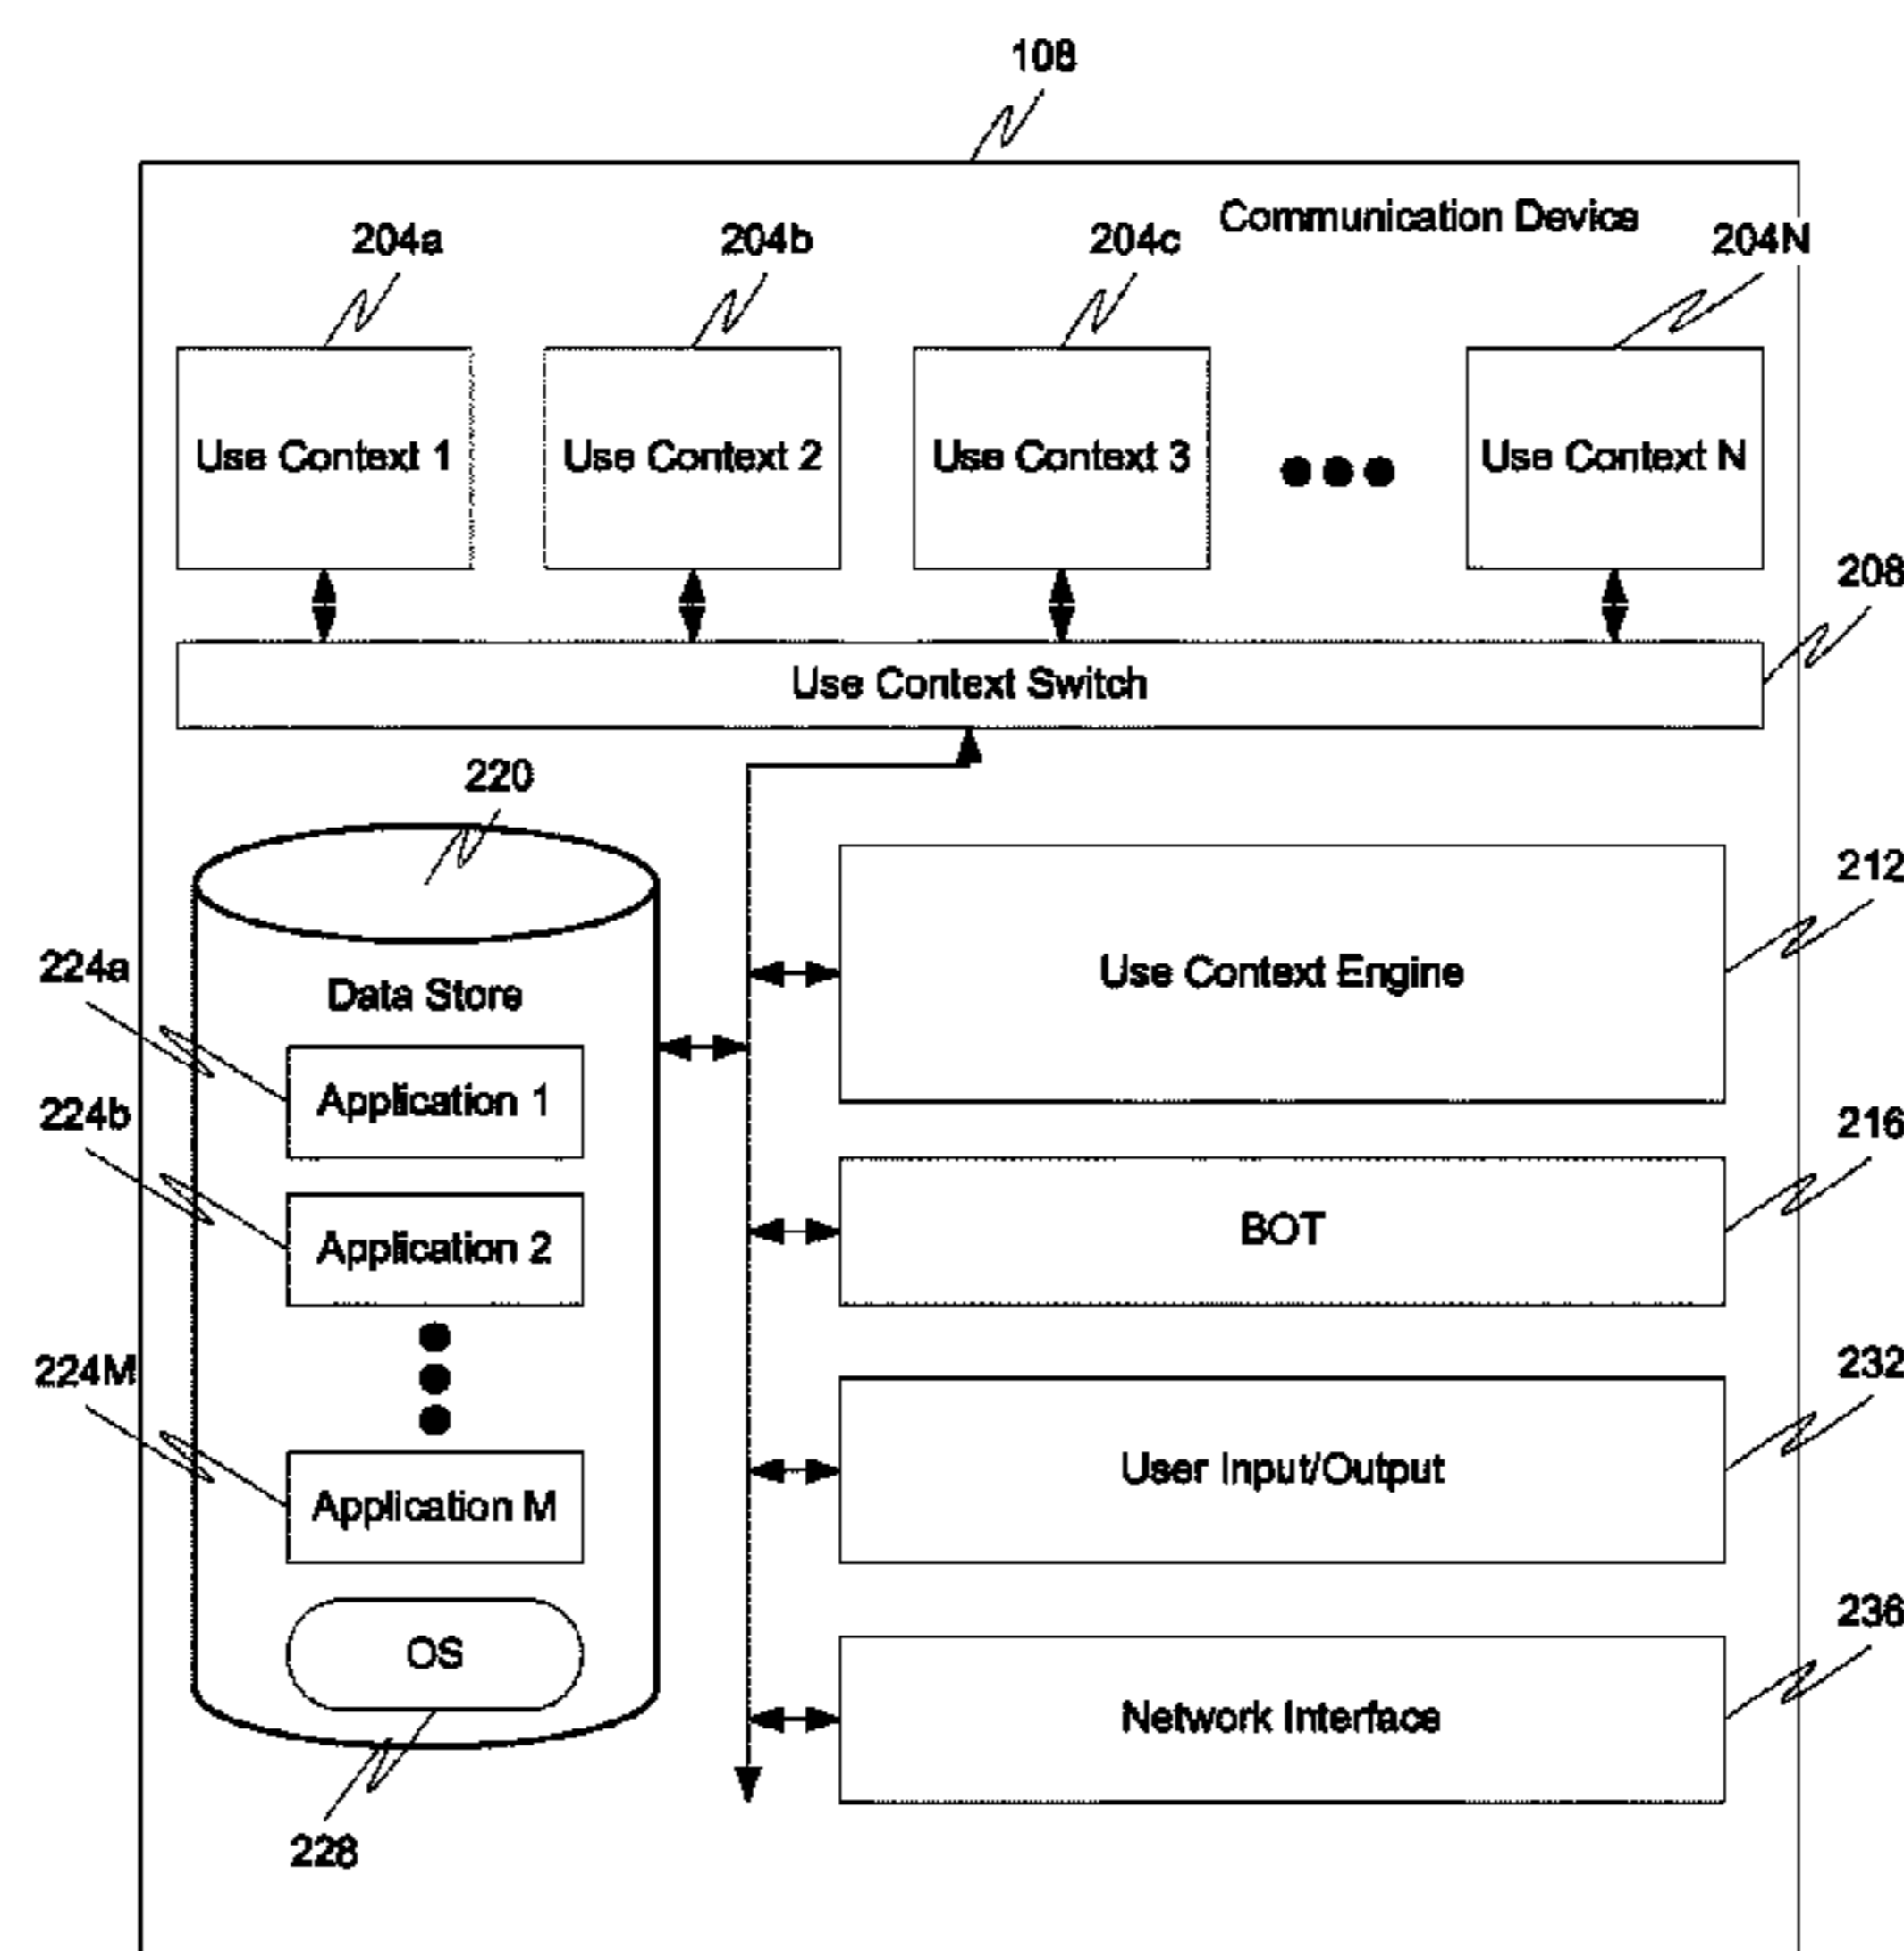 108
Communication Device
204a
204b
204c
204N
Use Context 1
Use Context 2
Use Context 3
Use Context N
208
Use Context Switch
220
212
Use Context Engine
224a
Data Store
Application 1
224b
216
Application 2
BOT
224M
232
Application M
User Input/Output
236
OS
Network Interface
228